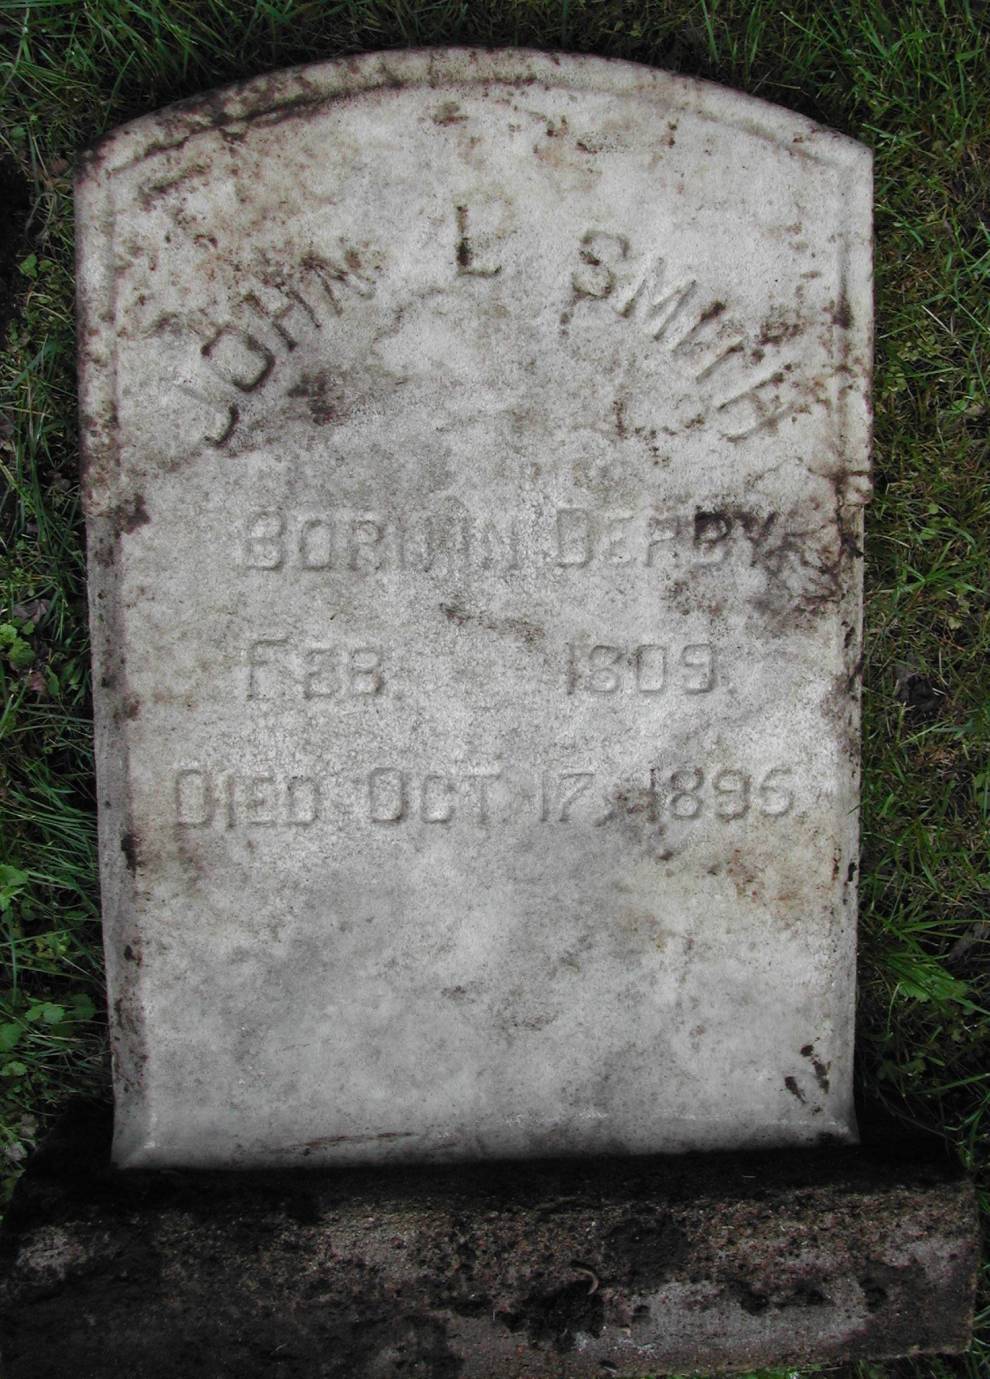 JOHN L SMITH
BORN IN DERBY
FEB. 1809.
DIED OCT. 17, 1896.